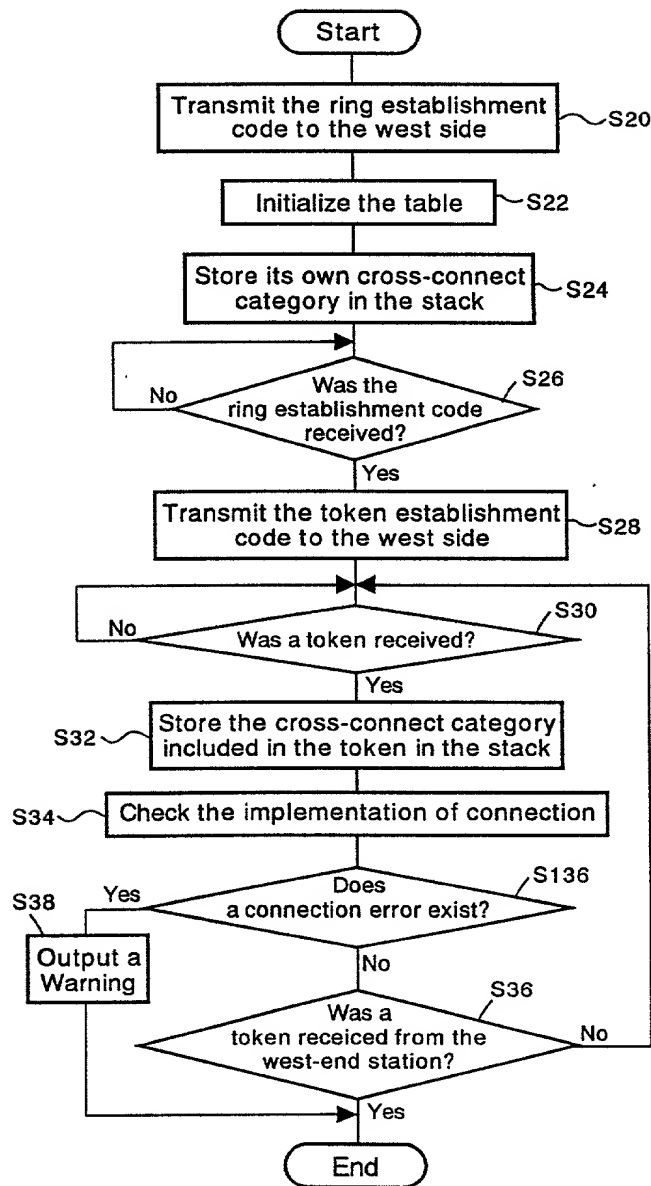 Start
Transmit the ring establishment
code to the west side
S20
Initialize the table
S22
Store its own cross-connect
category in the stack
S24
Was the
ring establishment code
received?
S26
No
Yes
Transmit the token establishment
code to the west side
S28
Was a token received?
S30
No
Yes
S32
Store the cross-connect category
included in the token in the stack
S34
Check the implementation of connection
Does
a connection error exist?
S136
Yes
S38
Output a
Warning
No
Was a
token receiced from the
west-end station?
S36
No
Yes
End